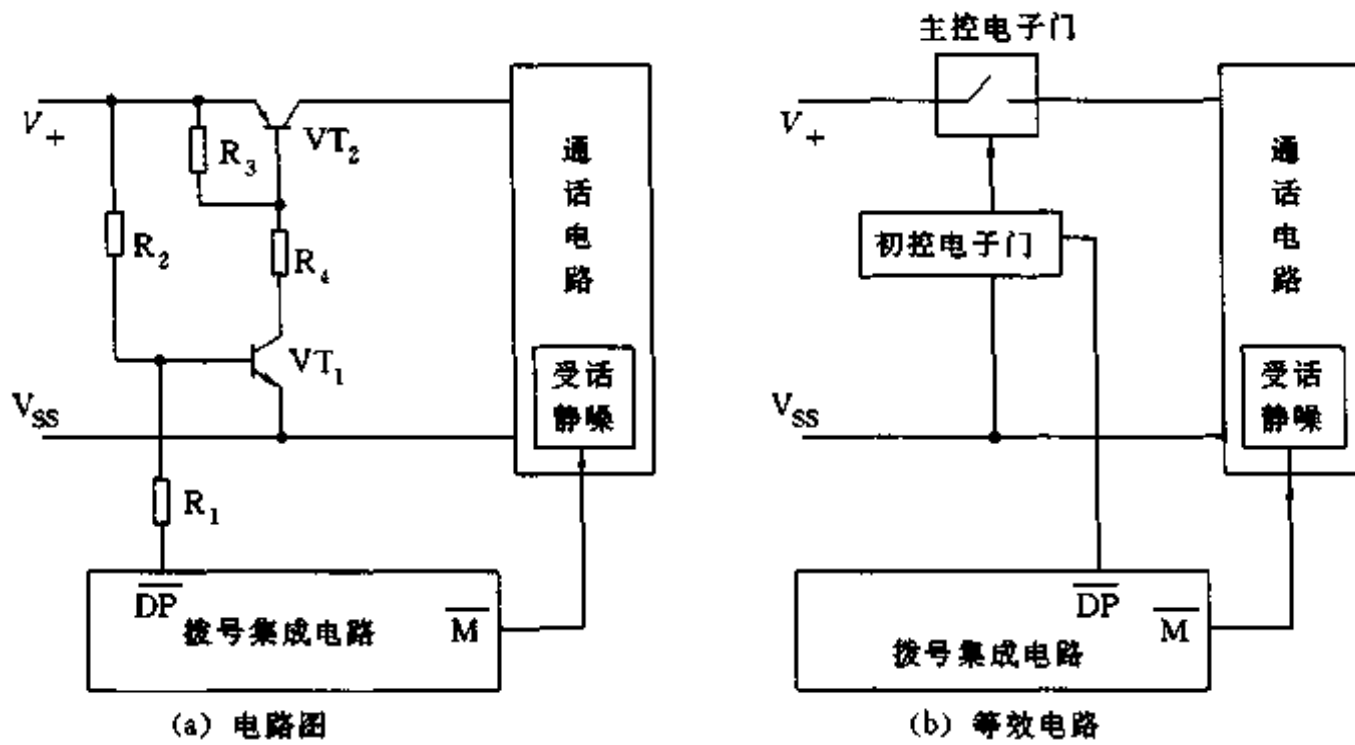 V+
R3
VT2
R2
R4
VT1
VSS
R1
通话电路
受话
静噪
DP
M
拨号集成电路
(a) 电路图
主控电子门
V+
初控电子门
VSS
通话电路
受话
静噪
DP
M
拨号集成电路
(b) 等效电路